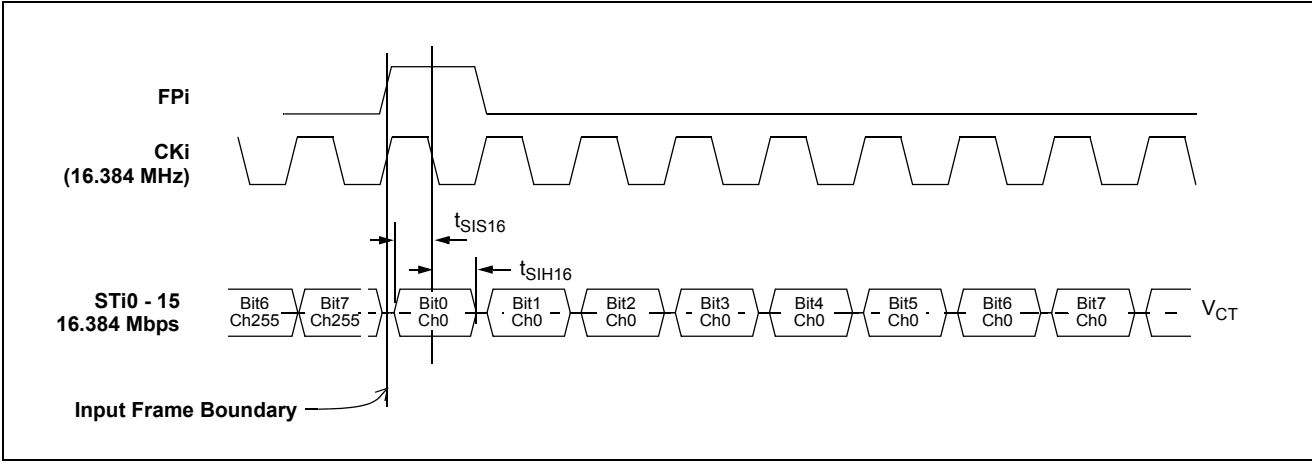 FPi
CKi
(16.384 MHz)
tSIS16
tSIH16
STi0 - 15
16.384 Mbps
Bit6 Bit7 Bit0 Bit1 Bit2 Bit3 Bit4 Bit5 Bit6 Bit7
Ch255 Ch255 Ch0 Ch0 Ch0 Ch0 Ch0 Ch0 Ch0 Ch0
VCT
Input Frame Boundary